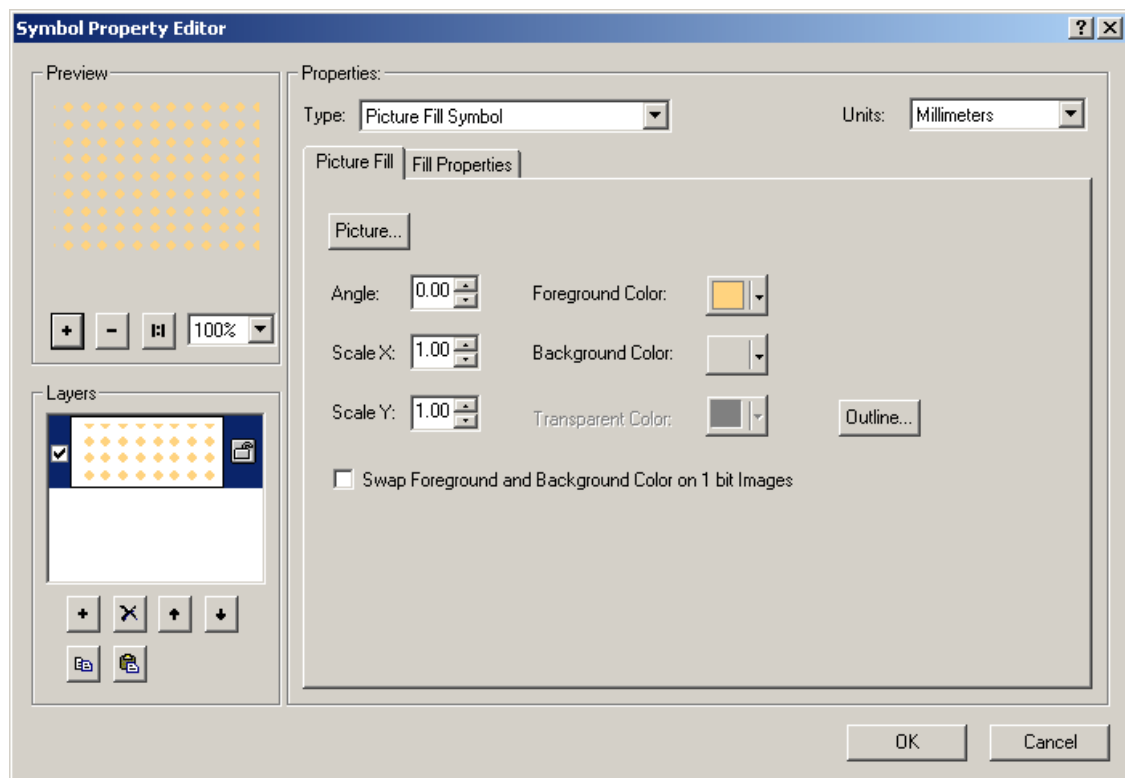 Symbol Property Editor
Preview
100%
Layers
Properties:
Type: Picture Fill Symbol
Units: Millimeters
Picture Fill
Fill Properties
Picture...
Angle: 0.00
Foreground Color:
Scale X: 1.00
Background Color:
Scale Y: 1.00
Transparent Color:
Outline...
Swap Foreground and Background Color on 1 bit Images
OK
Cancel